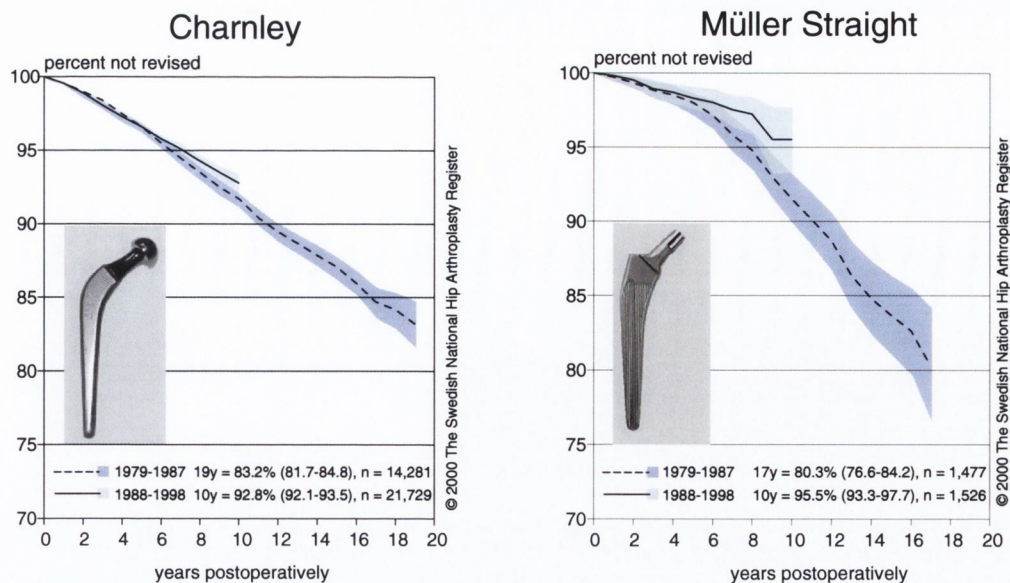 Charnley
percent not revised
100
95
90
85
80
75
70
0 2 4 6 8 10 12 14 16 18 20
1979-1987 19y = 83.2% (81.7-84.8), n = 14,281
1988-1998 10y = 92.8% (92.1-93.5), n = 21,729
years postoperatively
© 2000 The Swedish National Hip Arthroplasty Register
Müller Straight
percent not revised
100
95
90
85
80
75
70
0 2 4 6 8 10 12 14 16 18 20
1979-1987 17y = 80.3% (76.6-84.2), n = 1,477
1988-1998 10y = 95.5% (93.3-97.7), n = 1,526
years postoperatively
© 2000 The Swedish National Hip Arthroplasty Register